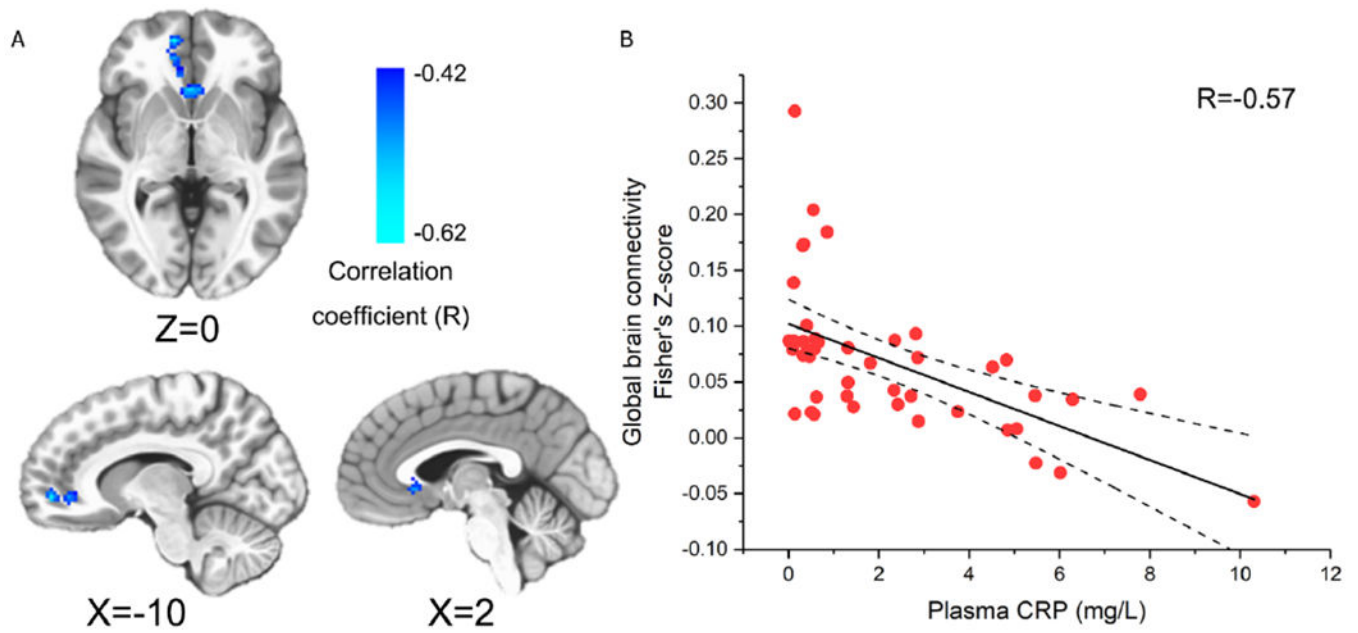 A
-0.42
-0.62
Correlation
coefficient (R)
Z=0
X=-10
X=2
B
R=-0.57
Global brain connectivity
Fisher's Z-score
0.30
0.25
0.20
0.15
0.10
0.05
0.00
-0.05
-0.10
0 2 4 6 8 10 12
Plasma CRP (mg/L)